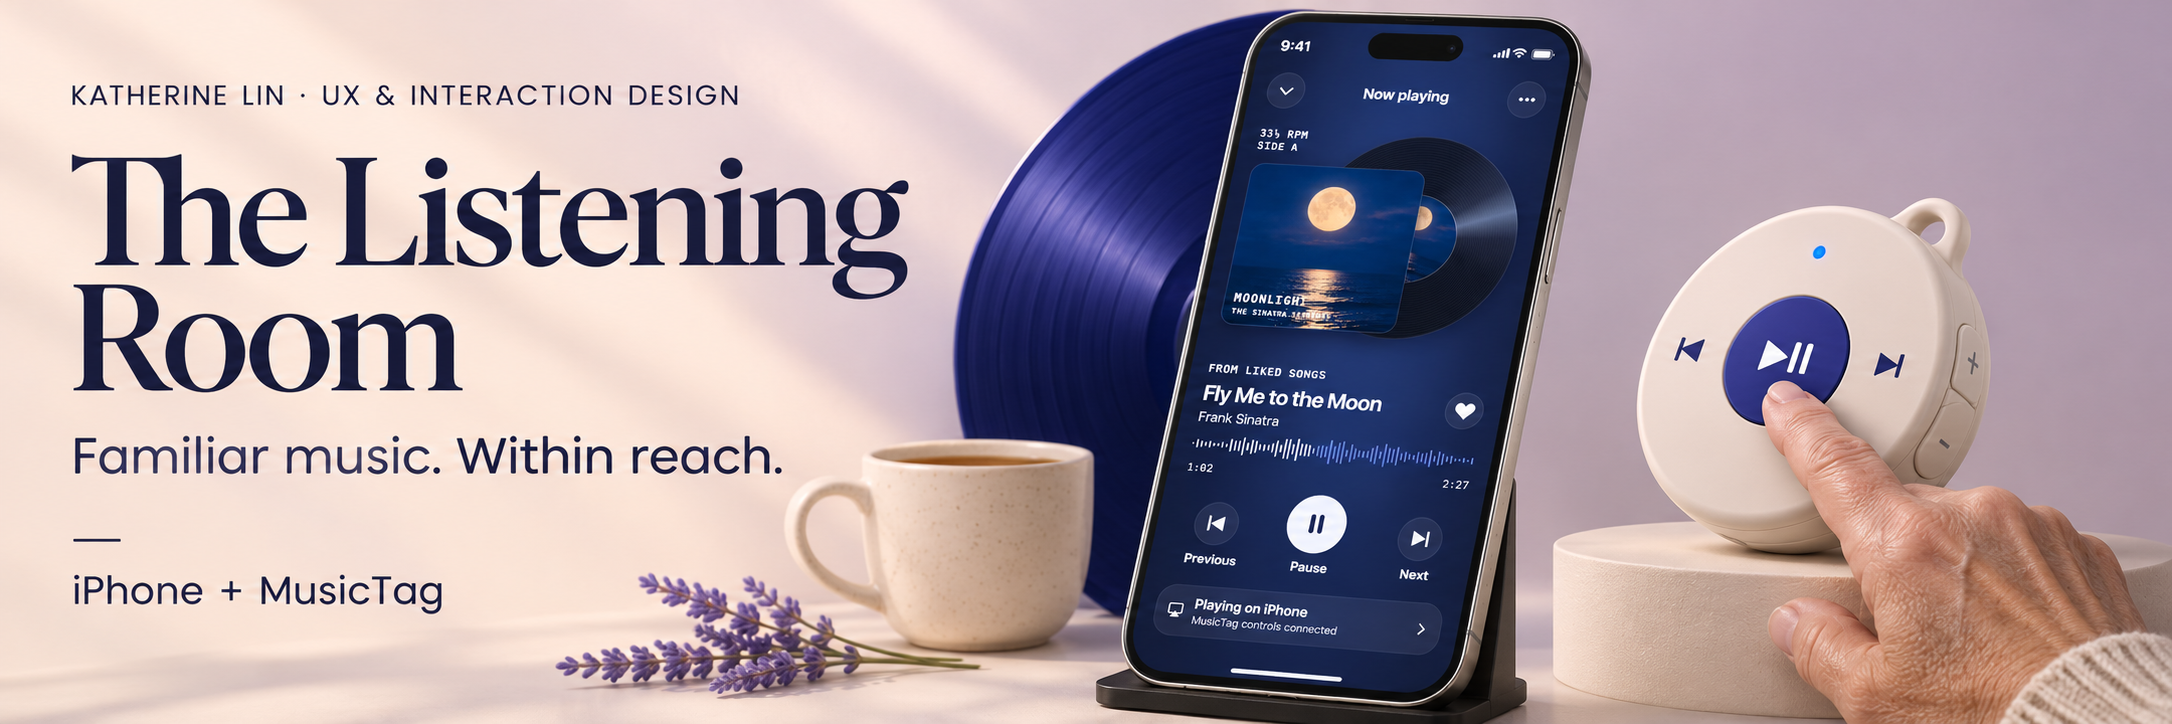 KATHERINE LIN · UX & INTERACTION DESIGN
The Listening
Room
Familiar music. Within reach.
iPhone + MusicTag
9:41
Now playing
33⅓ RPM
SIDE A
MOONLIGHT
THE SINATRA
FROM LIKED SONGS
Fly Me to the Moon
Frank Sinatra
1:02
2:27
Previous
Pause
Next
Playing on iPhone
MusicTag controls connected